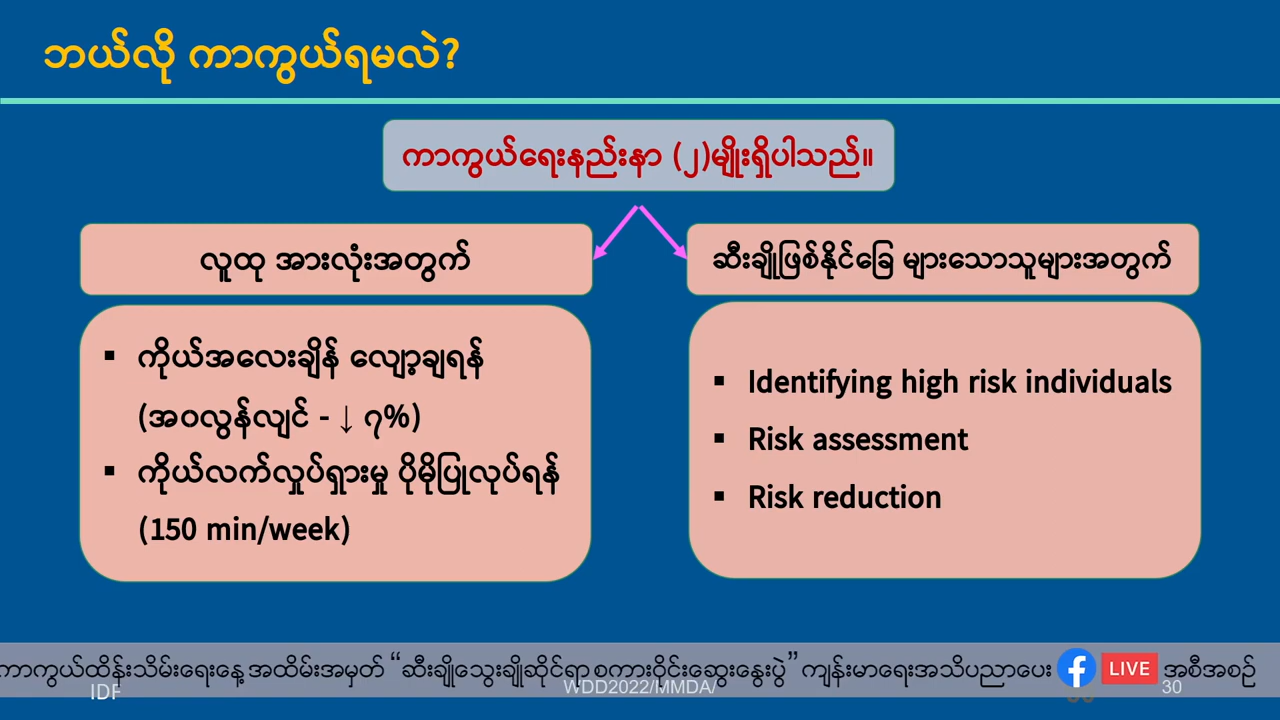 ဘယ်လို ကာကွယ်ရမလဲ?
ကာကွယ်ရေးနည်းနာ (၂)မျိုးရှိပါသည်။
လူထု အားလုံးအတွက်
▪ ကိုယ်အလေးချိန် လျော့ချရန်
(အဝလွန်လျင် - ↓ ၇%)
▪ ကိုယ်လက်လှုပ်ရှားမှု ပိုမိုပြုလုပ်ရန်
(150 min/week)
ဆီးချိုဖြစ်နိုင်ခြေ များသောသူများအတွက်
▪ Identifying high risk individuals
▪ Risk assessment
▪ Risk reduction
ကာကွယ်ထိန်းသိမ်းရေးနေ့ အထိမ်းအမှတ် “ဆီးချိုသွေးချိုဆိုင်ရာ စကားဝိုင်းဆွေးနွေးပွဲ” ကျန်းမာရေးအသိပညာပေး f LIVE အစီအစဉ်
IDF WDD2022/MMDA/ 30